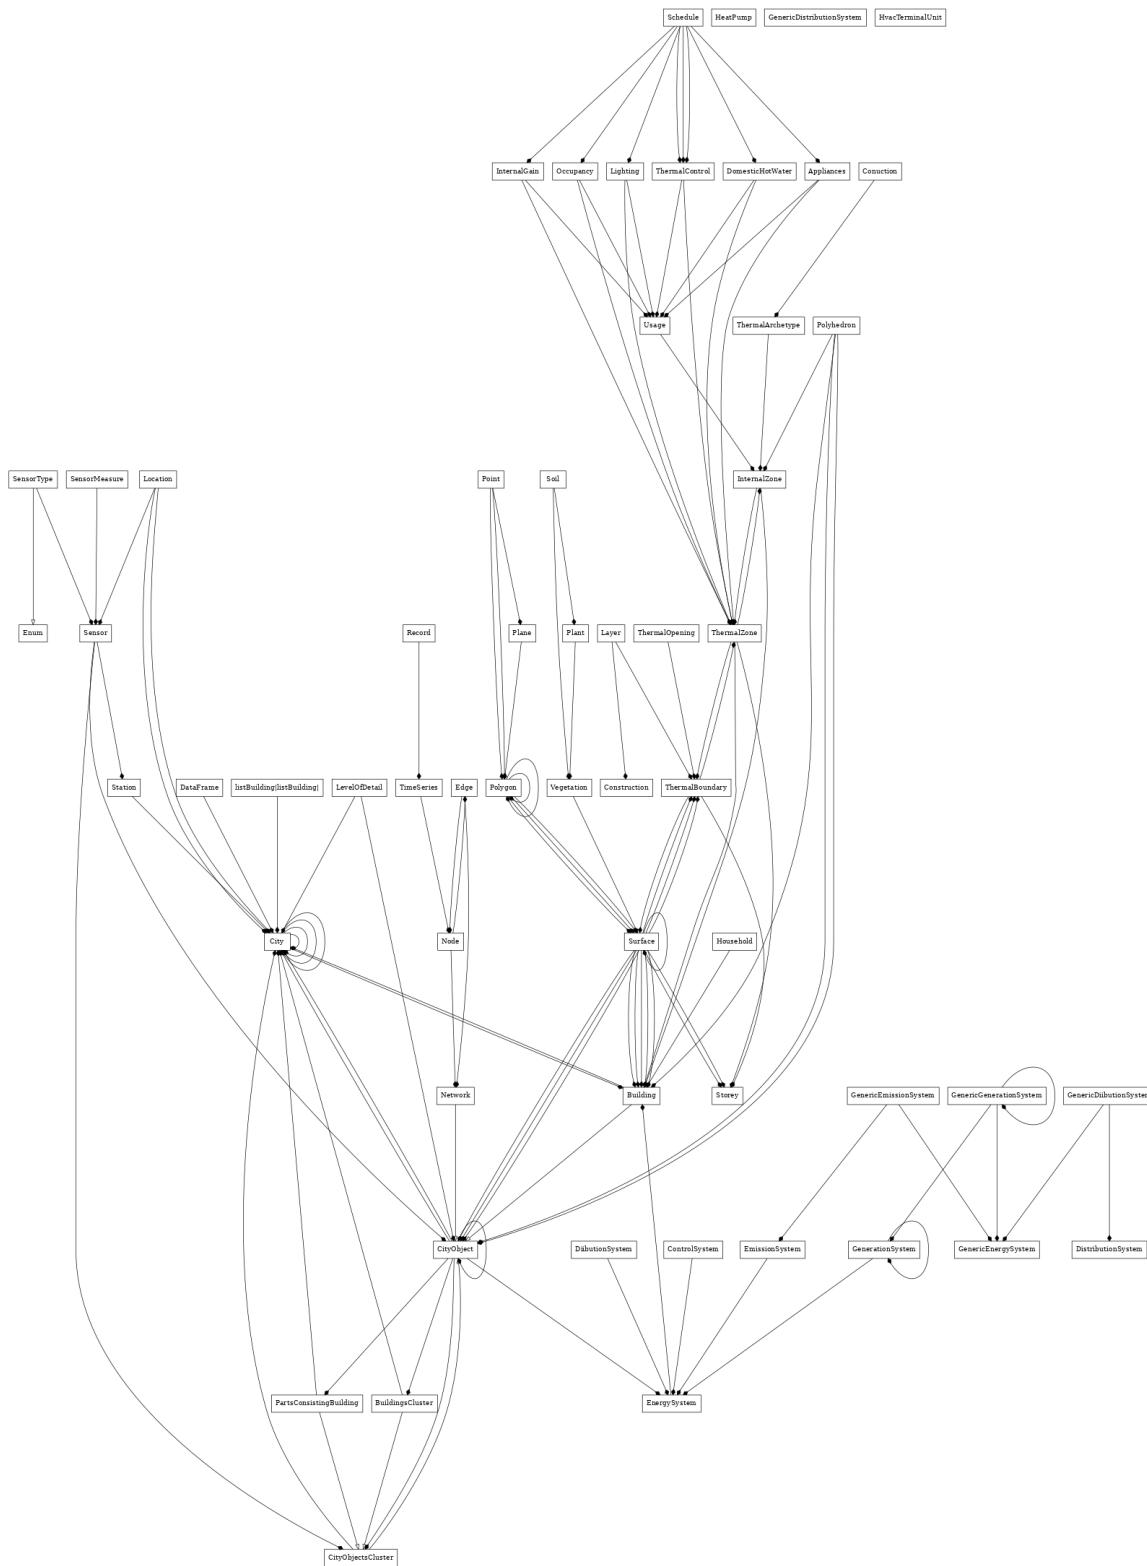 Schedule
HeatPump
GenericDistributionSystem
HvacTerminalUnit
InternalGain
Occupancy
Lighting
ThermalControl
DomesticHotWater
Appliances
Conuction
Usage
ThermalArchetype
Polyhedron
SensorType
SensorMeasure
Location
Point
Soil
InternalZone
Enum
Sensor
Record
Plane
Plant
Layer
ThermalOpening
ThermalZone
Station
DataFrame
listBuilding|listBuilding|
LevelOfDetail
TimeSeries
Edge
Polygon
Vegetation
Construction
ThermalBoundary
City
Node
Surface
Household
Network
Building
Storey
GenericEmissionSystem
GenericGenerationSystem
GenericDiibutionSystem
CityObject
DiibutionSystem
ControlSystem
EmissionSystem
GenerationSystem
GenericEnergySystem
DistributionSystem
PartsConsistingBuilding
BuildingsCluster
EnergySystem
CityObjectsCluster